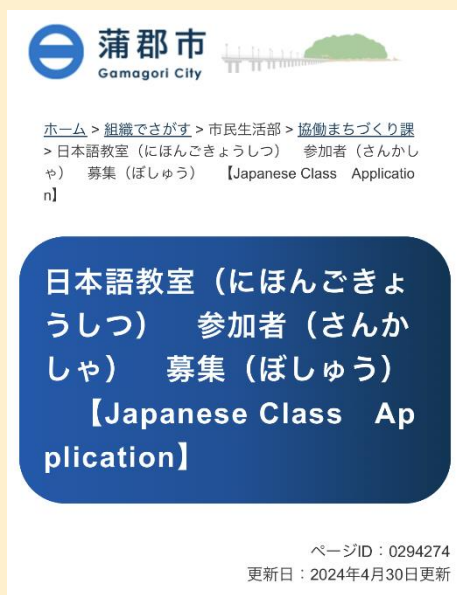 蒲郡市
Gamagori City
ホーム > 組織でさがす > 市民生活部 > 協働まちづくり課
> 日本語教室（にほんごきょうしつ）　参加者（さんかし
ゃ）　募集（ぼしゅう）　【Japanese Class　Applicatio
n】
日本語教室（にほんごきょ
うしつ）　参加者（さんか
しゃ）　募集（ぼしゅう）
【Japanese Class　Ap
plication】
ページID：0294274
更新日：2024年4月30日更新